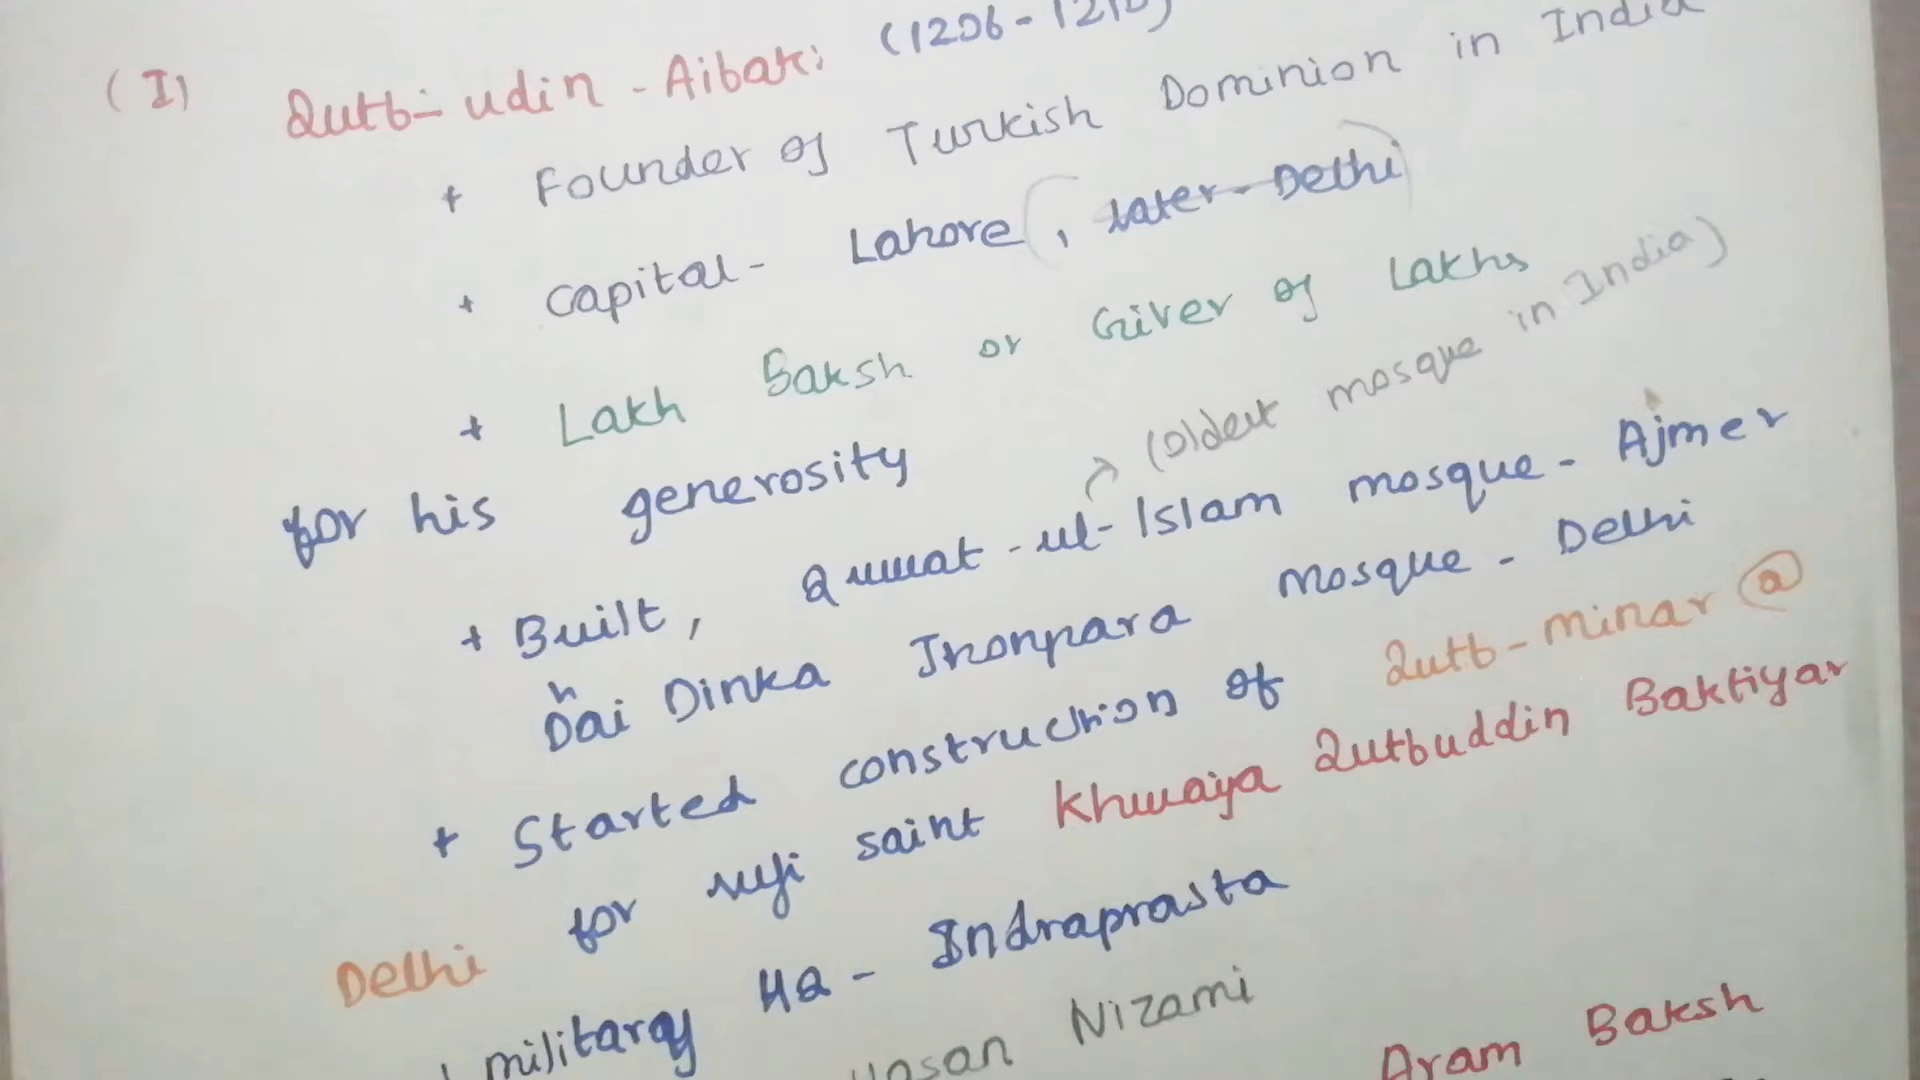 (I) Qutb-udin-Aibak: (1206-1210)
+ Founder of Turkish Dominion in India
+ Capital- Lahore (, later-Delhi)
+ Lakh Baksh or Giver of Lakhs
for his generosity
(oldest mosque in India)
+ Built, Quwat-ul-Islam mosque- Ajmer
Dhai Dinka Jhonpara Mosque- Delhi
+ Started construction of Qutb-minar @
Delhi for sufi saint Khwaja Qutbuddin Baktiyar
military HQ- Indraprasta
Hasan Nizami
Aram Baksh